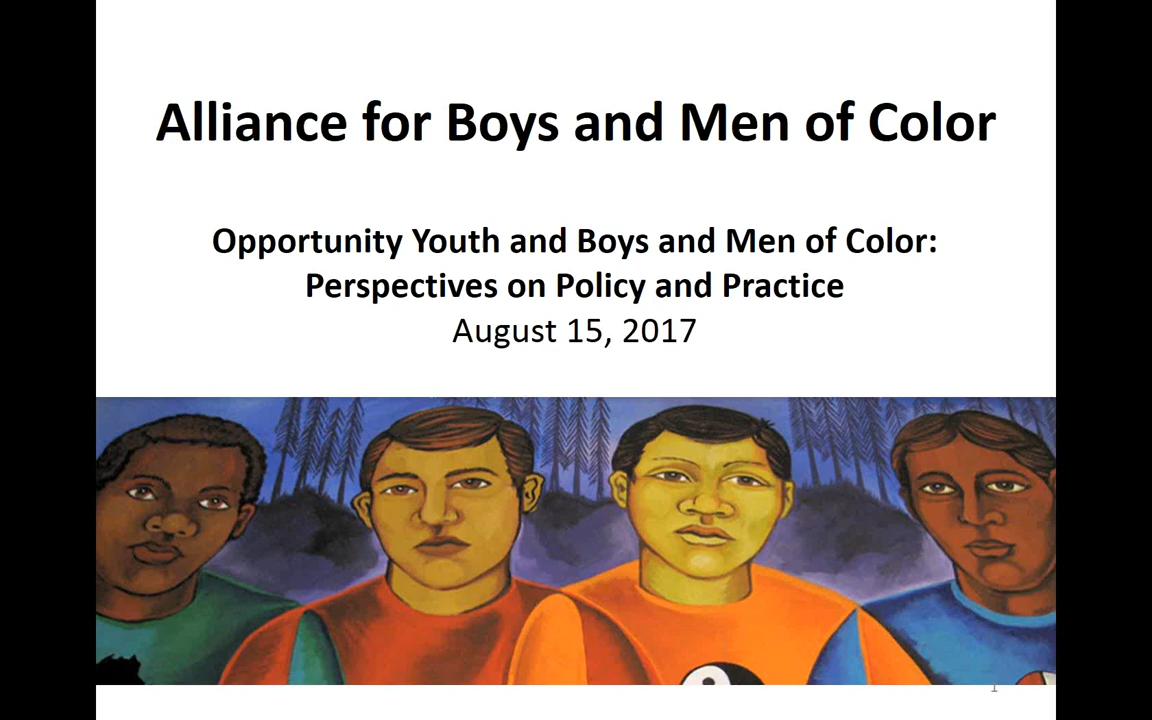 Alliance for Boys and Men of Color
Opportunity Youth and Boys and Men of Color:
Perspectives on Policy and Practice
August 15, 2017
1